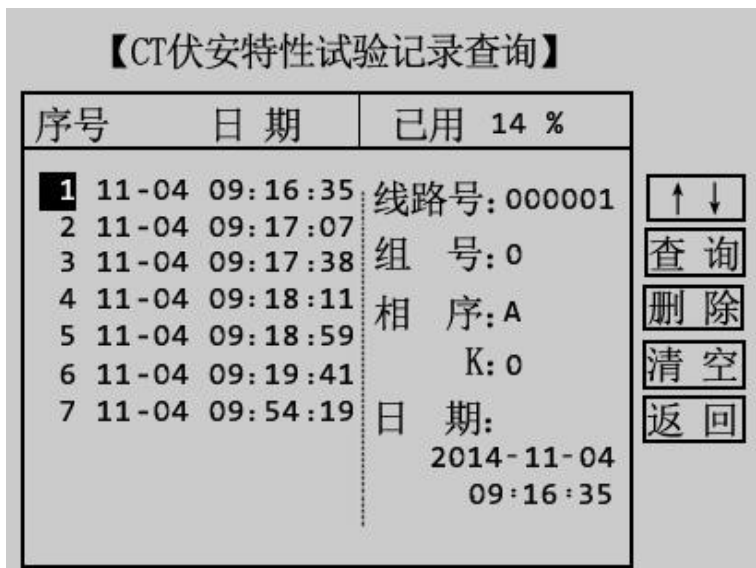 【CT伏安特性试验记录查询】
序号 日 期 已用 14 %
1 11-04 09:16:35
2 11-04 09:17:07
3 11-04 09:17:38
4 11-04 09:18:11
5 11-04 09:18:59
6 11-04 09:19:41
7 11-04 09:54:19
线路号:000001
组 号:0
相 序:A
K:0
日 期:
2014-11-04
09:16:35
↑ ↓
查 询
删 除
清 空
返 回